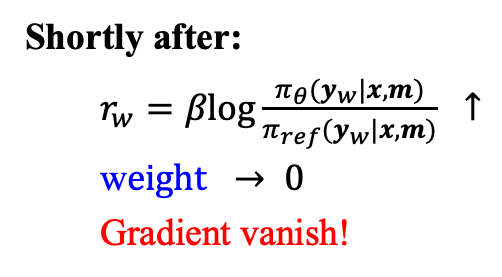 Shortly after:
r_w = βlog π_θ(y_w|x,m) / π_ref(y_w|x,m) ↑
weight → 0
Gradient vanish!